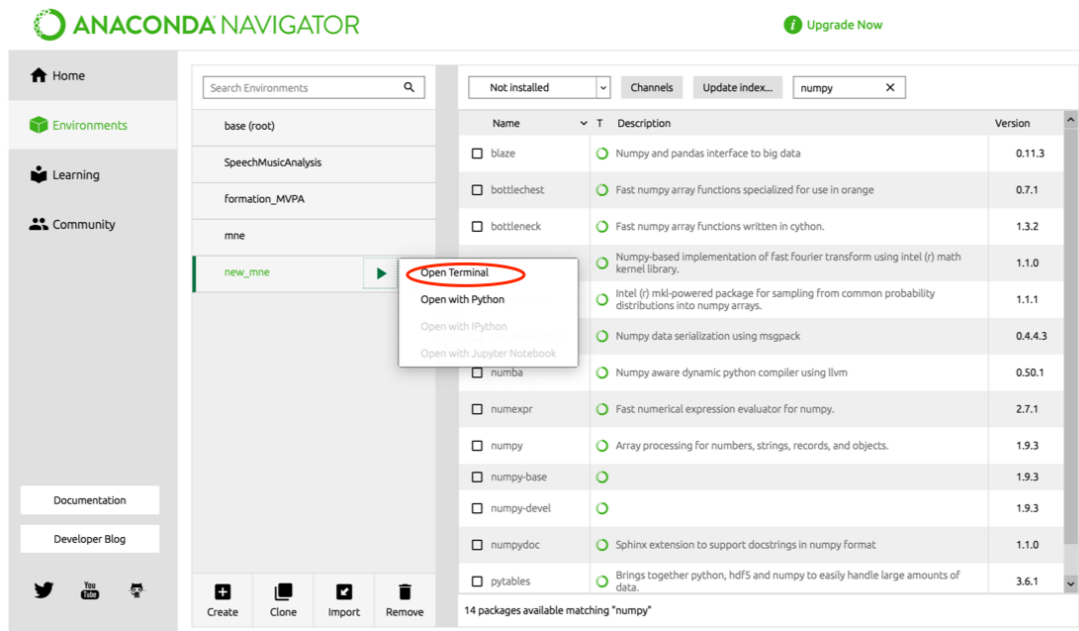 ANACONDA NAVIGATOR
Upgrade Now
Home
Environments
Learning
Community
Documentation
Developer Blog
You
Tube
Search Environments
base (root)
SpeechMusicAnalysis
formation_MVPA
mne
new_mne
Open Terminal
Open with Python
Open with IPython
Open with Jupyter Notebook
Create Clone Import Remove
Not installed Channels Update index... numpy
Name T Description Version
blaze Numpy and pandas interface to big data 0.11.3
bottlechest Fast numpy array functions specialized for use in orange 0.7.1
bottleneck Fast numpy array functions written in cython. 1.3.2
Numpy-based implementation of fast fourier transform using intel (r) math
kernel library. 1.1.0
Intel (r) mkl-powered package for sampling from common probability
distributions into numpy arrays. 1.1.1
Numpy data serialization using msgpack 0.4.4.3
numba Numpy aware dynamic python compiler using llvm 0.50.1
numexpr Fast numerical expression evaluator for numpy. 2.7.1
numpy Array processing for numbers, strings, records, and objects. 1.9.3
numpy-base 1.9.3
numpy-devel 1.9.3
numpydoc Sphinx extension to support docstrings in numpy format 1.1.0
pytables Brings together python, hdf5 and numpy to easily handle large amounts of
data. 3.6.1
14 packages available matching "numpy"